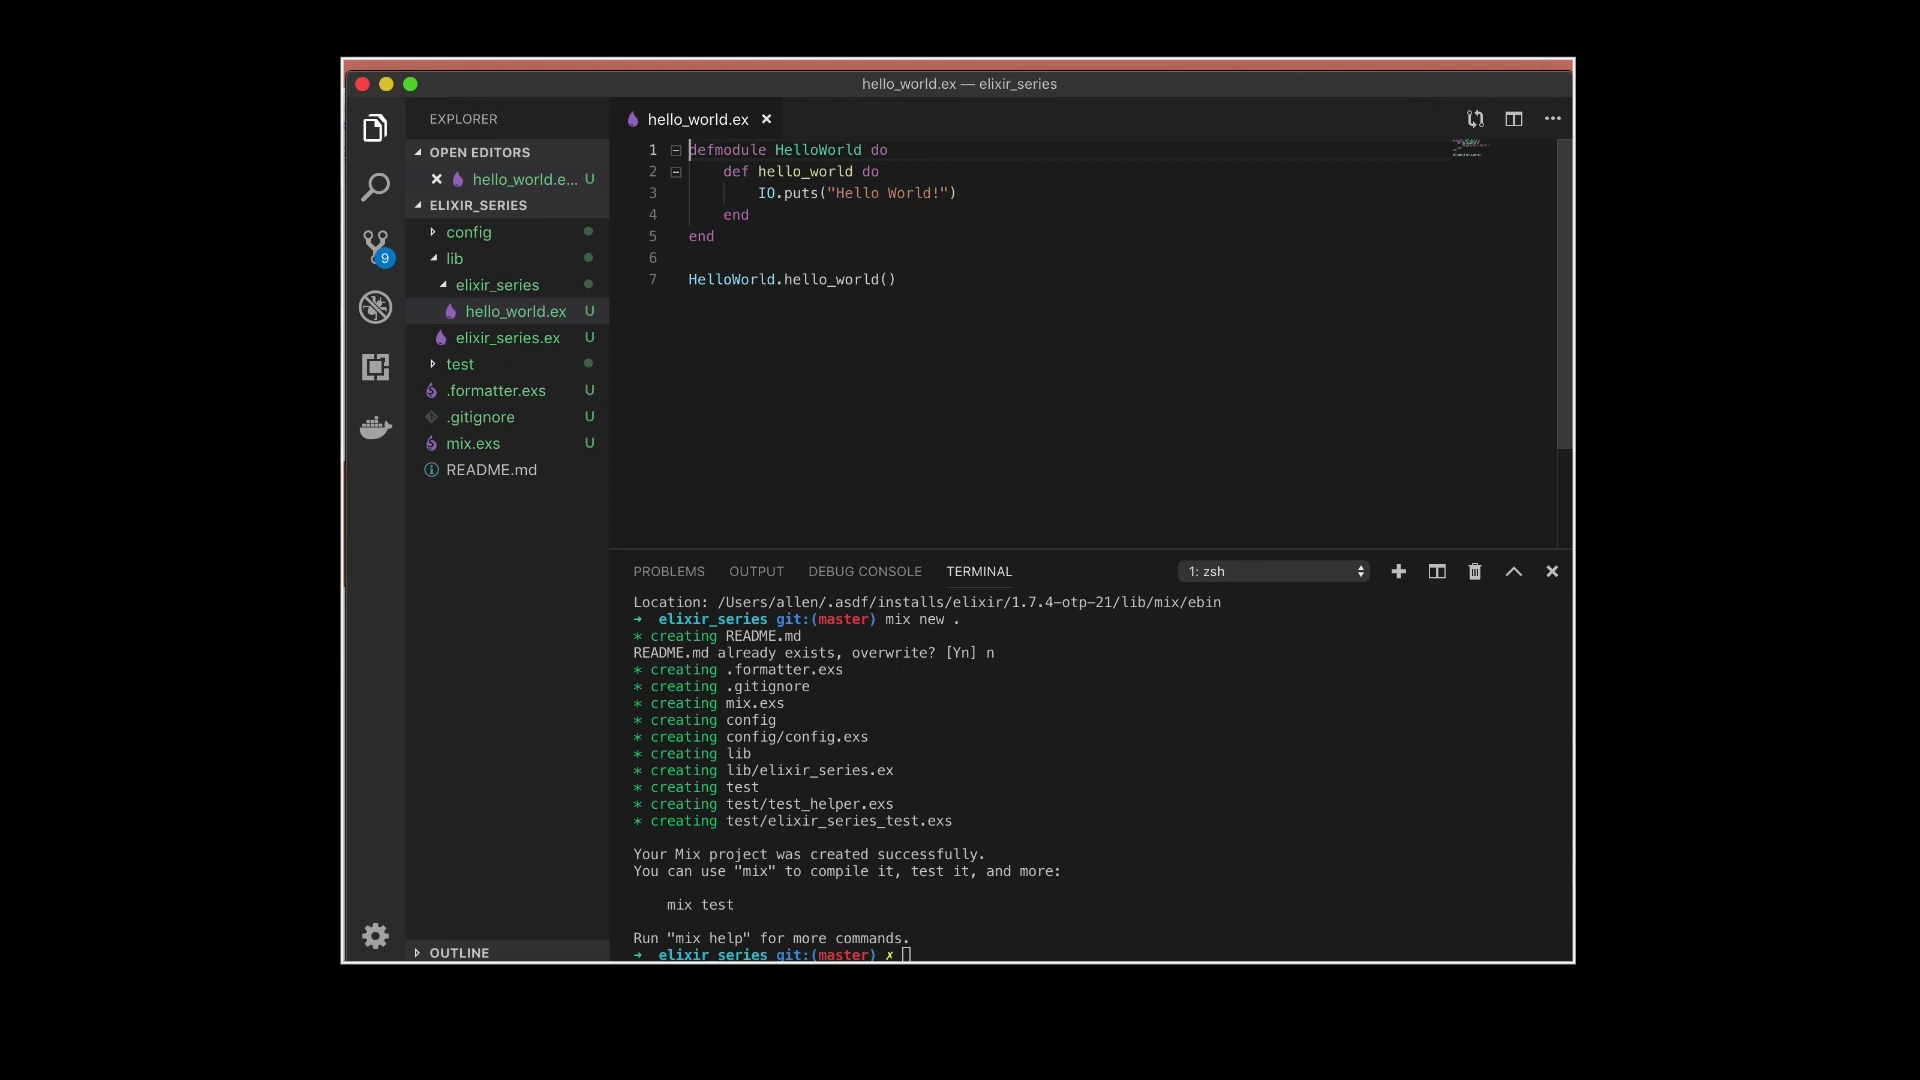 hello_world.ex — elixir_series
EXPLORER
OPEN EDITORS
hello_world.e... U
ELIXIR_SERIES
config
lib
elixir_series
hello_world.ex U
elixir_series.ex U
test
.formatter.exs U
.gitignore U
mix.exs U
README.md
9
OUTLINE
hello_world.ex
1 defmodule HelloWorld do
2 def hello_world do
3 IO.puts("Hello World!")
4 end
5 end
6
7 HelloWorld.hello_world()
PROBLEMS OUTPUT DEBUG CONSOLE TERMINAL 1: zsh
Location: /Users/allen/.asdf/installs/elixir/1.7.4-otp-21/lib/mix/ebin
→ elixir_series git:(master) mix new .
* creating README.md
README.md already exists, overwrite? [Yn] n
* creating .formatter.exs
* creating .gitignore
* creating mix.exs
* creating config
* creating config/config.exs
* creating lib
* creating lib/elixir_series.ex
* creating test
* creating test/test_helper.exs
* creating test/elixir_series_test.exs
Your Mix project was created successfully.
You can use "mix" to compile it, test it, and more:
mix test
Run "mix help" for more commands.
→ elixir_series git:(master) ✗